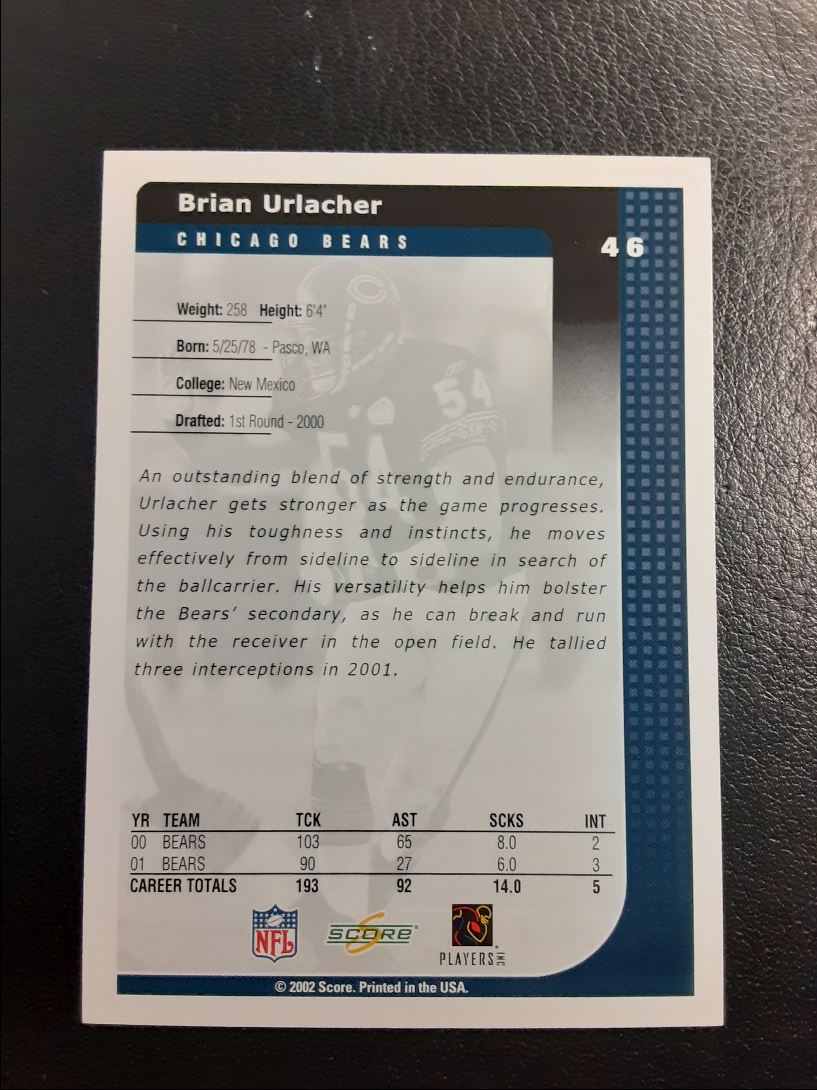 Brian Urlacher
CHICAGO BEARS
46
Weight: 258 Height: 6'4"
Born: 5/25/78 - Pasco, WA
College: New Mexico
Drafted: 1st Round - 2000
54
An outstanding blend of strength and endurance,
Urlacher gets stronger as the game progresses.
Using his toughness and instincts, he moves
effectively from sideline to sideline in search of
the ballcarrier. His versatility helps him bolster
the Bears' secondary, as he can break and run
with the receiver in the open field. He tallied
three interceptions in 2001.
YR TEAM TCK AST SCKS INT
00 BEARS 103 65 8.0 2
01 BEARS 90 27 6.0 3
CAREER TOTALS 193 92 14.0 5
NFL SCORE PLAYERS INC
© 2002 Score. Printed in the USA.